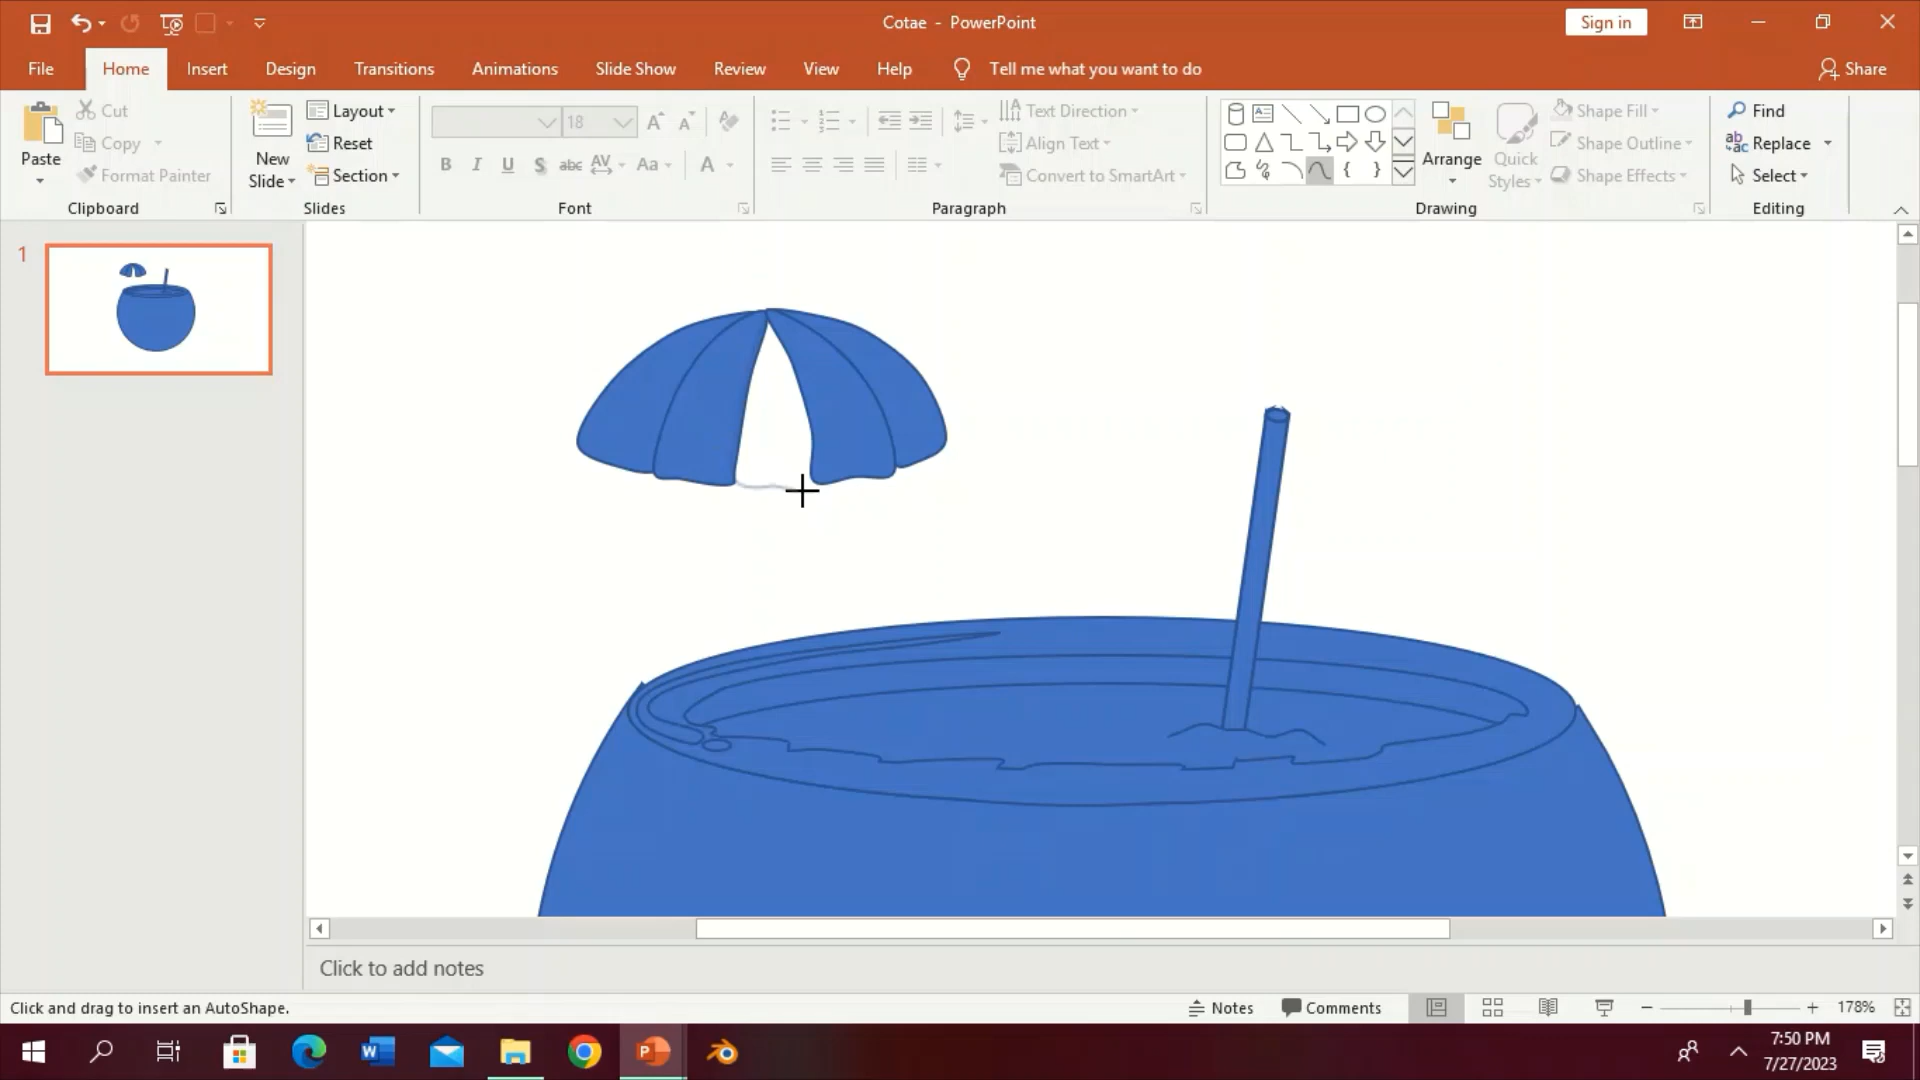 Cotae - PowerPoint
Sign in
File Home Insert Design Transitions Animations Slide Show Review View Help Tell me what you want to do Share
Paste
Cut
Copy
Format Painter
Clipboard
New
Slide
Layout
Reset
Section
Slides
18
B I U S abc AV Aa A
Font
Text Direction
Align Text
Convert to SmartArt
Paragraph
Arrange
Quick
Styles
Shape Fill
Shape Outline
Shape Effects
Drawing
Find
Replace
Select
Editing
1
Click to add notes
Click and drag to insert an AutoShape.
Notes Comments 178%
7:50 PM
7/27/2023